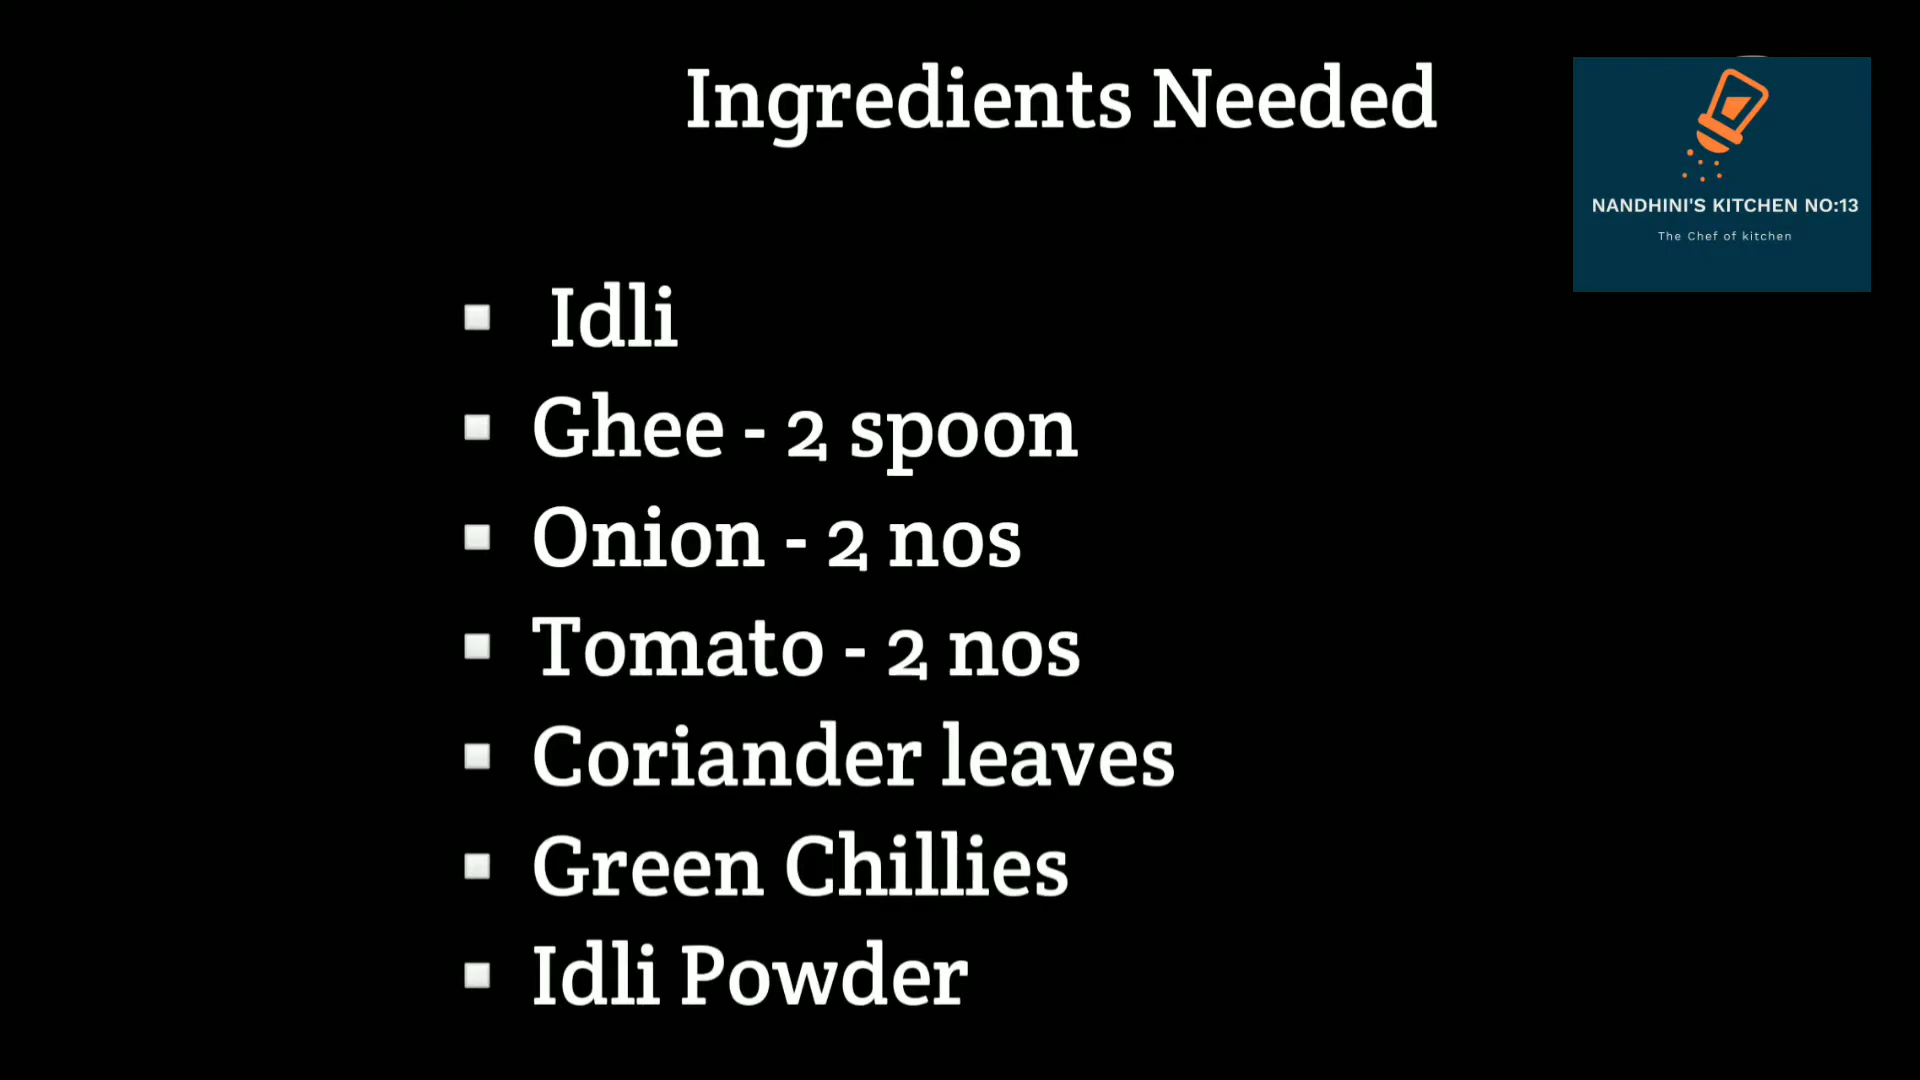 Ingredients Needed
NANDHINI'S KITCHEN NO:13
The Chef of kitchen
Idli
Ghee - 2 spoon
Onion - 2 nos
Tomato - 2 nos
Coriander leaves
Green Chillies
Idli Powder